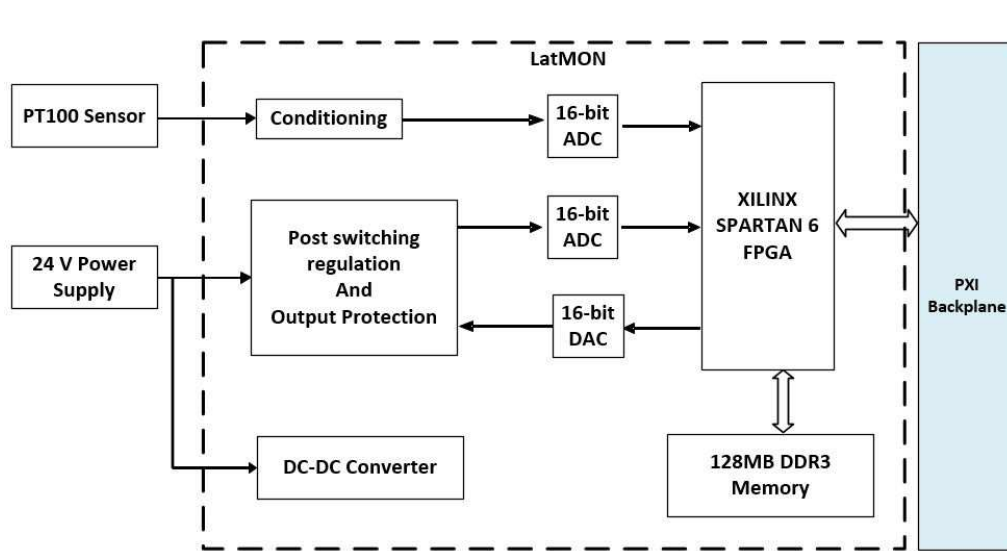 LatMON
PT100 Sensor
Conditioning
16-bit
ADC
XILINX
SPARTAN 6
FPGA
24 V Power
Supply
Post switching
regulation
And
Output Protection
16-bit
ADC
16-bit
DAC
PXI
Backplane
DC-DC Converter
128MB DDR3
Memory